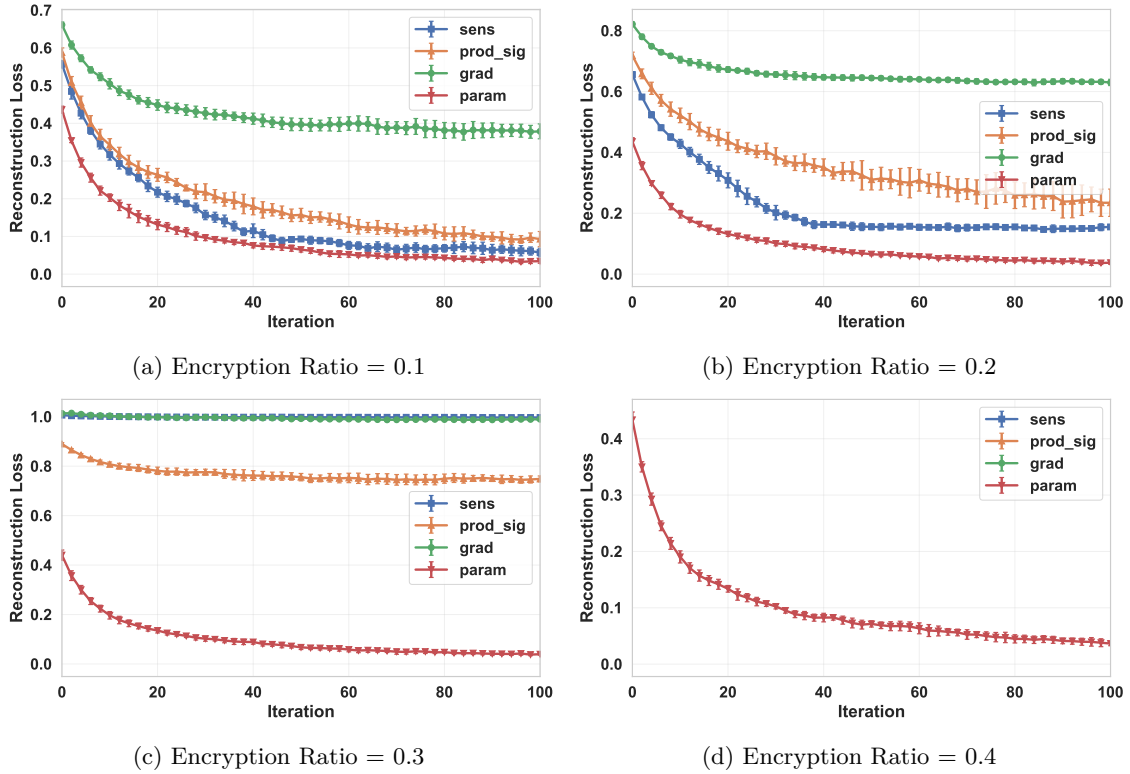 0.7
0.6
0.5
0.4
0.3
0.2
0.1
0.0
Reconstruction Loss
sens
prod_sig
grad
param
0 20 40 60 80 100
Iteration
(a) Encryption Ratio = 0.1
0.8
0.6
0.4
0.2
0.0
Reconstruction Loss
sens
prod_sig
grad
param
0 20 40 60 80 100
Iteration
(b) Encryption Ratio = 0.2
1.0
0.8
0.6
0.4
0.2
0.0
Reconstruction Loss
sens
prod_sig
grad
param
0 20 40 60 80 100
Iteration
(c) Encryption Ratio = 0.3
0.4
0.3
0.2
0.1
0.0
Reconstruction Loss
sens
prod_sig
grad
param
0 20 40 60 80 100
Iteration
(d) Encryption Ratio = 0.4